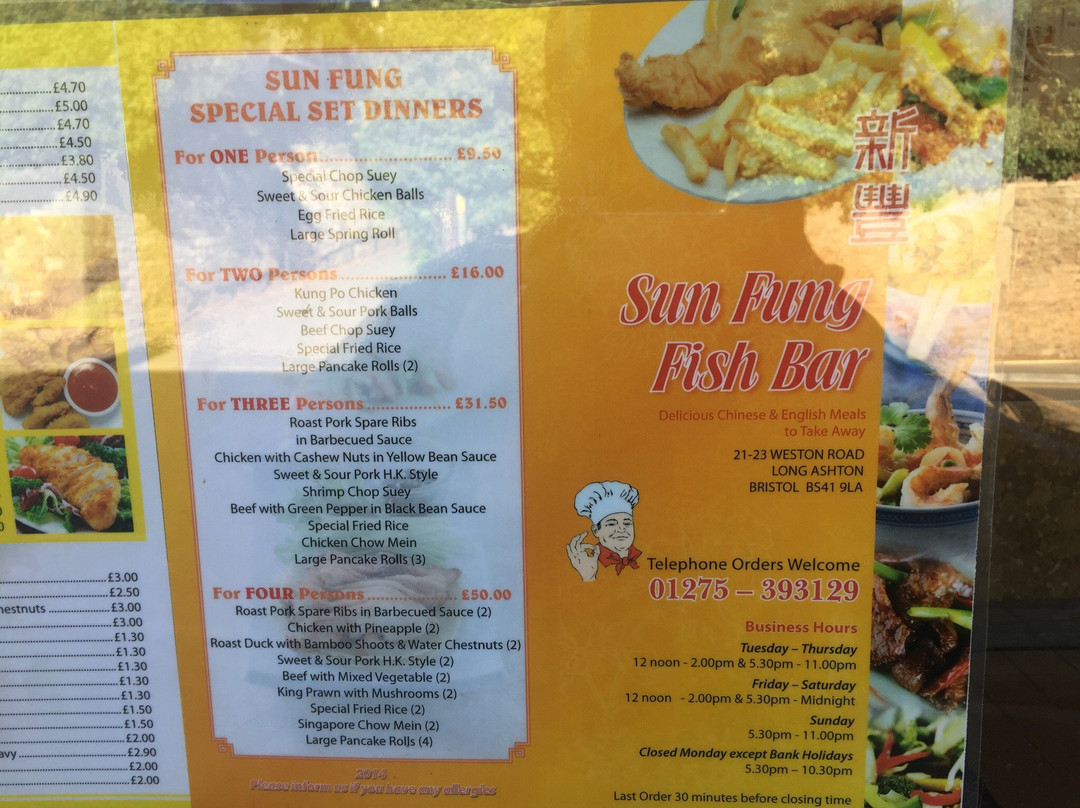 £4.70
£5.00
£4.70
£4.50
£3.80
£4.50
£4.90
£3.00
£2.50
hestnuts £3.00
£3.00
£1.30
£1.30
£1.30
£1.30
£1.30
£1.50
£1.50
£2.00
avy £2.90
£2.00
£2.00
SUN FUNG
SPECIAL SET DINNERS
For ONE Person £9.50
Special Chop Suey
Sweet & Sour Chicken Balls
Egg Fried Rice
Large Spring Roll
For TWO Persons £16.00
Kung Po Chicken
Sweet & Sour Pork Balls
Beef Chop Suey
Special Fried Rice
Large Pancake Rolls (2)
For THREE Persons £31.50
Roast Pork Spare Ribs
in Barbecued Sauce
Chicken with Cashew Nuts in Yellow Bean Sauce
Sweet & Sour Pork H.K. Style
Shrimp Chop Suey
Beef with Green Pepper in Black Bean Sauce
Special Fried Rice
Chicken Chow Mein
Large Pancake Rolls (3)
For FOUR Persons £50.00
Roast Pork Spare Ribs in Barbecued Sauce (2)
Chicken with Pineapple (2)
Roast Duck with Bamboo Shoots & Water Chestnuts (2)
Sweet & Sour Pork H.K. Style (2)
Beef with Mixed Vegetable (2)
King Prawn with Mushrooms (2)
Special Fried Rice (2)
Singapore Chow Mein (2)
Large Pancake Rolls (4)
2014
Please inform us if you have any allergies
新豐
Sun Fung
Fish Bar
Delicious Chinese & English Meals
to Take Away
21-23 WESTON ROAD
LONG ASHTON
BRISTOL BS41 9LA
Telephone Orders Welcome
01275 – 393129
Business Hours
Tuesday – Thursday
12 noon - 2.00pm & 5.30pm - 11.00pm
Friday – Saturday
12 noon - 2.00pm & 5.30pm - Midnight
Sunday
5.30pm - 11.00pm
Closed Monday except Bank Holidays
5.30pm – 10.30pm
Last Order 30 minutes before closing time